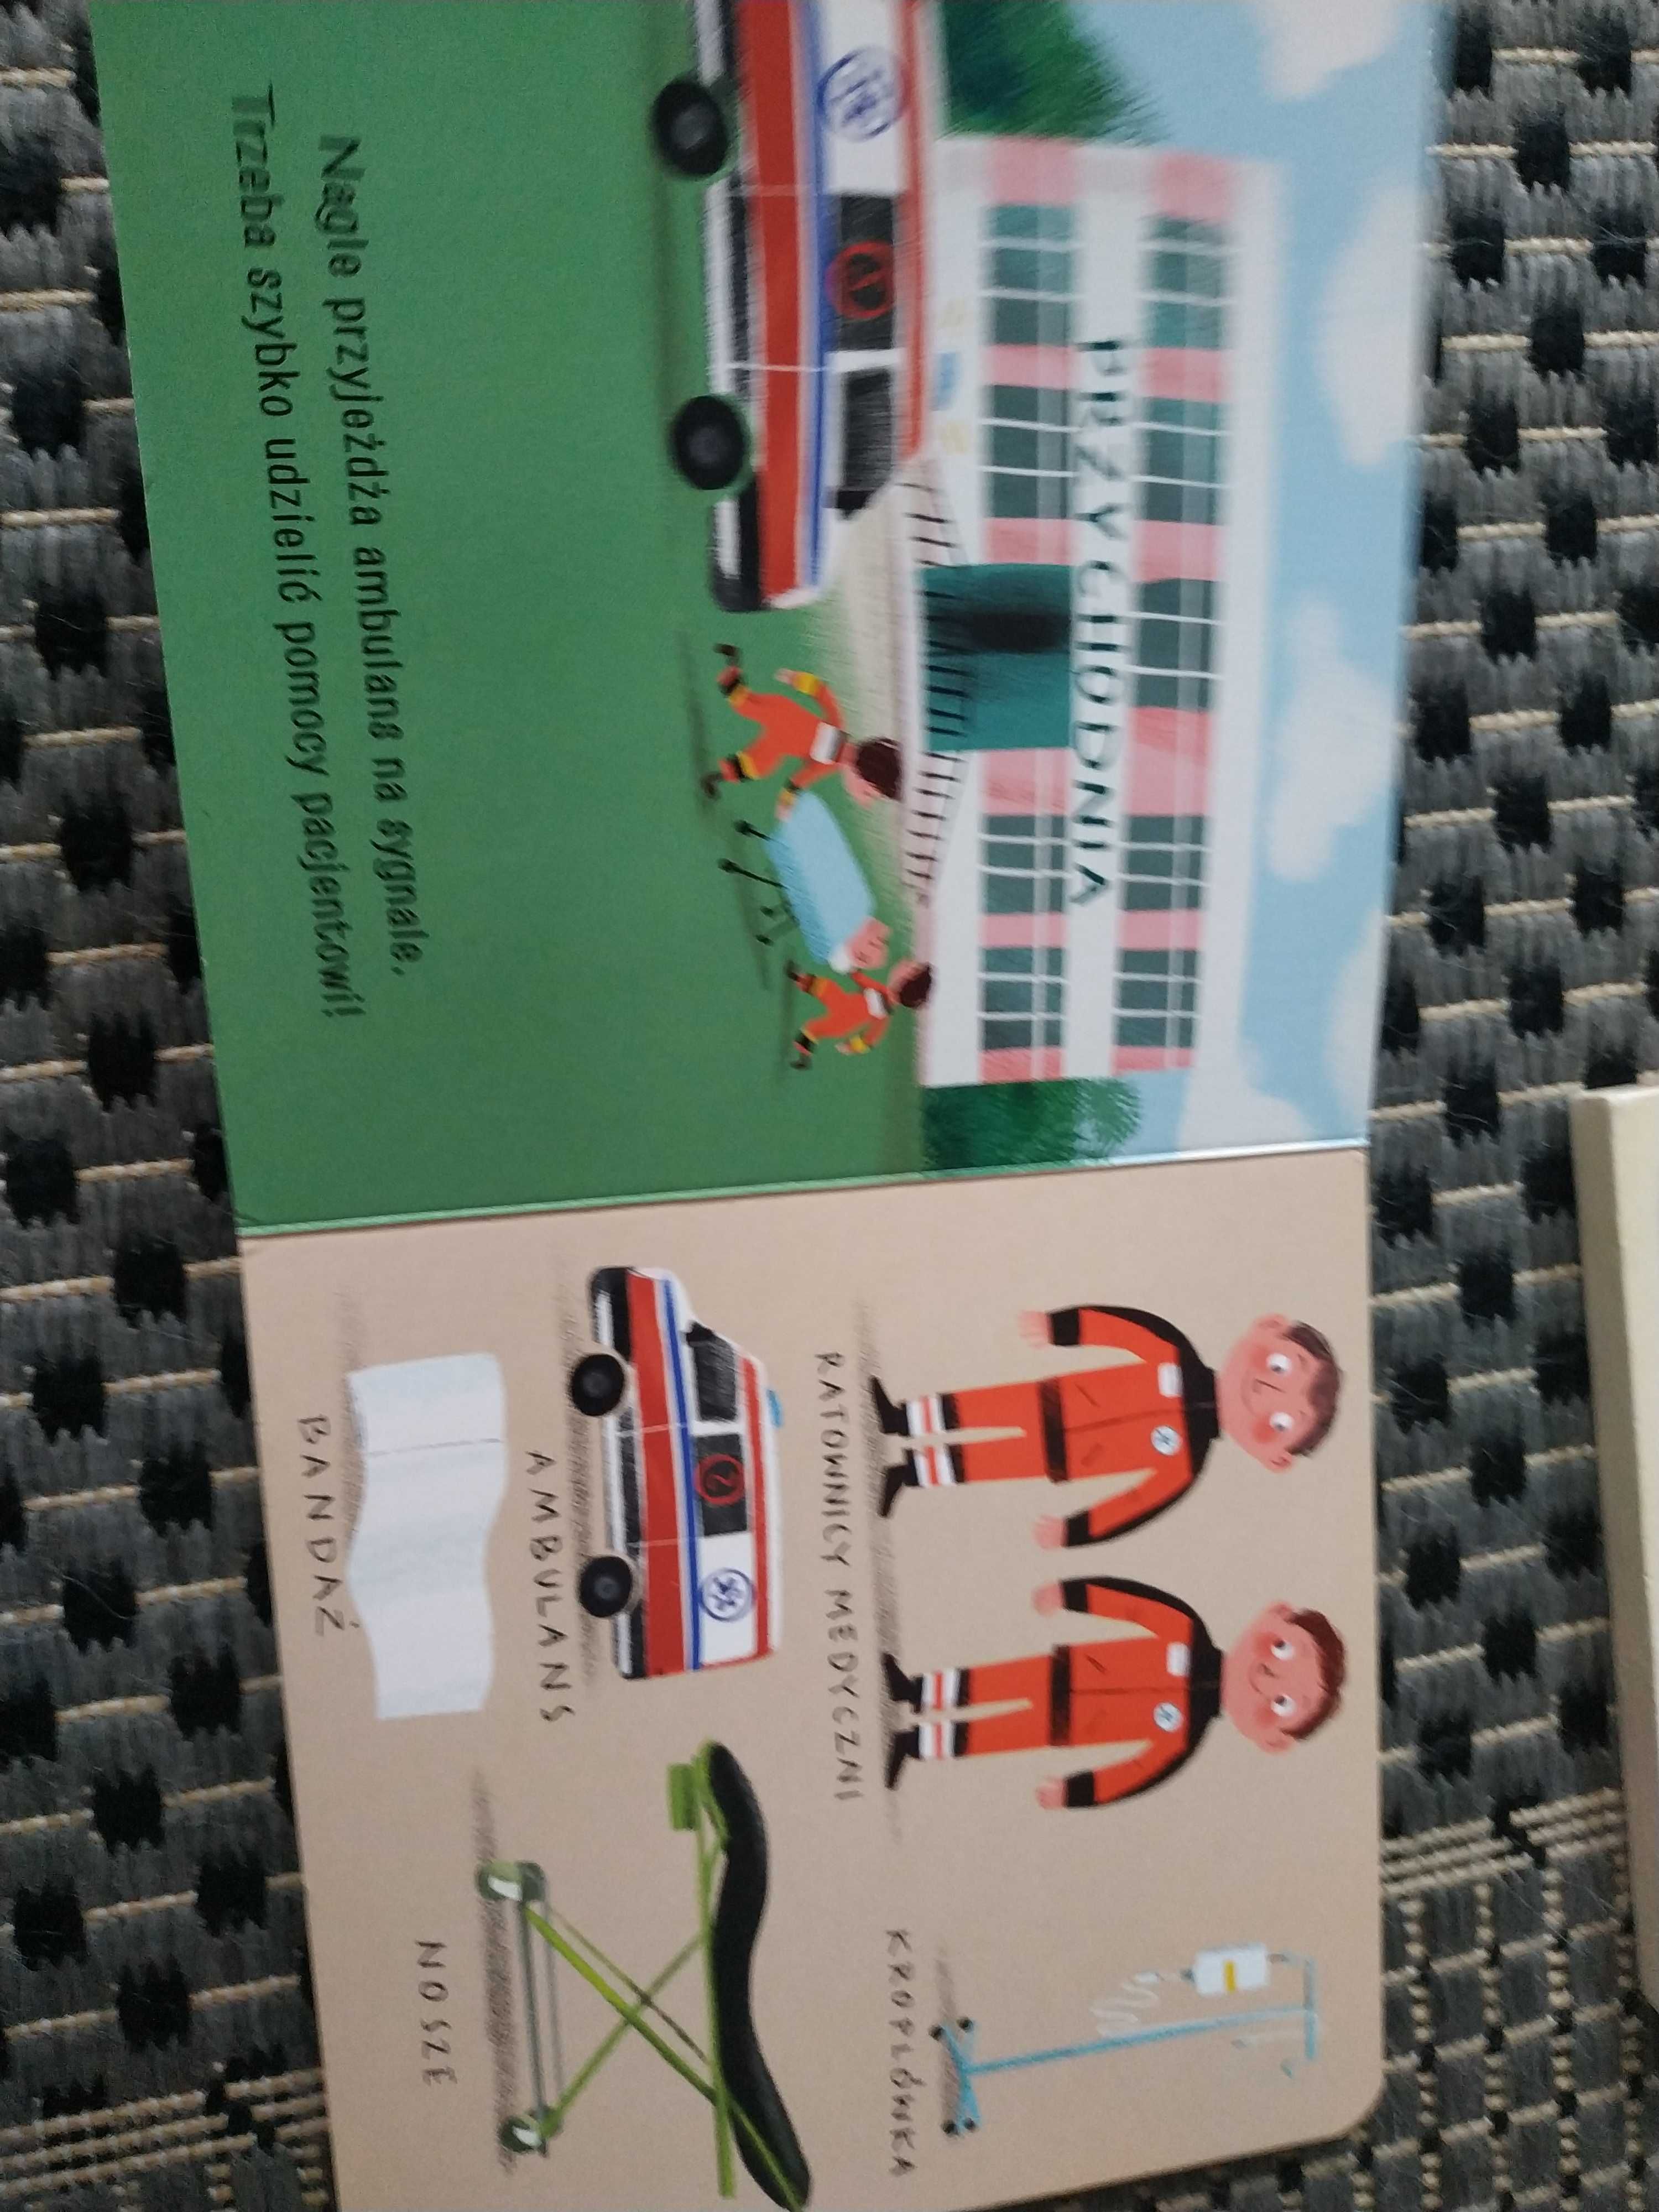 PRZYCHODNIA
Nagle przyjeżdża ambulans na sygnale.
Trzeba szybko udzielić pomocy pacjentowi!
RATOWNICY MEDYCZNI
KROPLÓWKA
AMBULANS
NOSZE
BANDAŻ